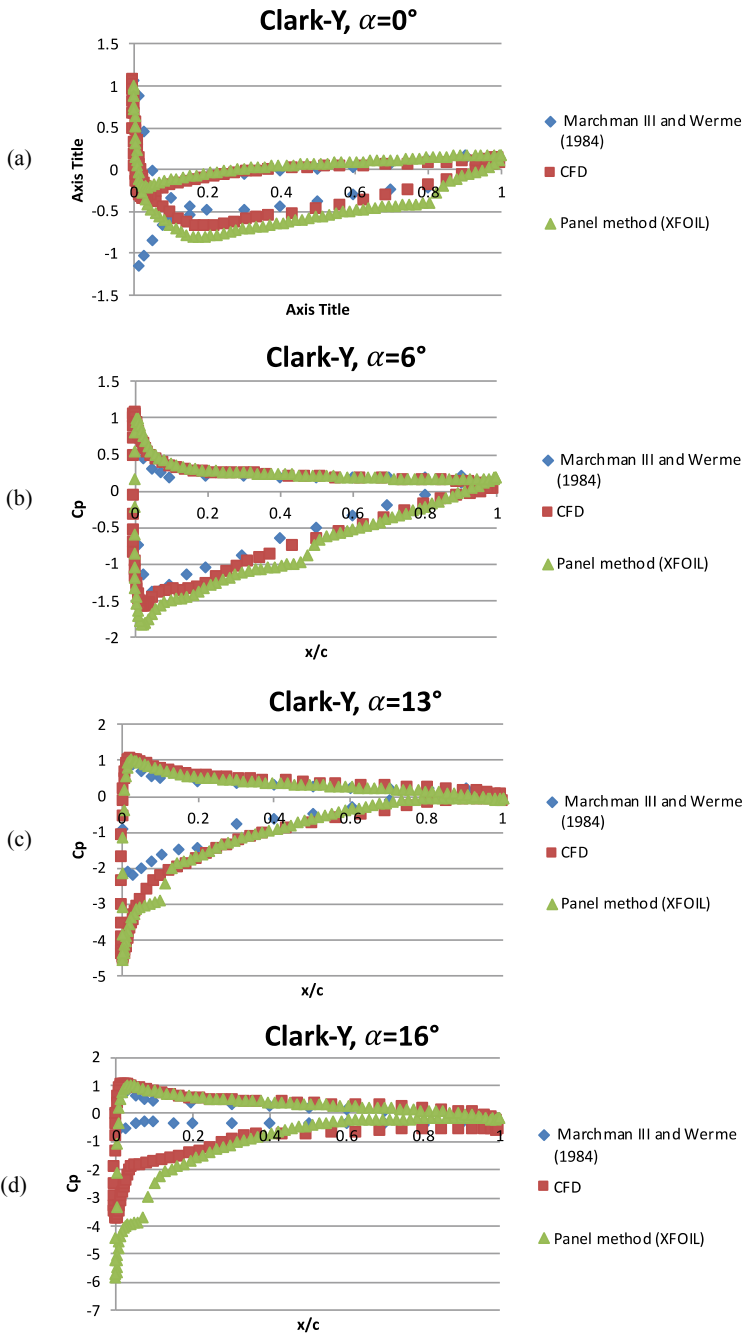 Clark-Y, α=0°
(a)
Axis Title
1.5
1
0.5
0
-0.5
-1
-1.5
0 0.2 0.4 0.6 0.8 1
Axis Title
Marchman III and Werme
(1984)
CFD
Panel method (XFOIL)
Clark-Y, α=6°
(b)
Cp
1.5
1
0.5
0
-0.5
-1
-1.5
-2
0 0.2 0.4 0.6 0.8 1
x/c
Marchman III and Werme
(1984)
CFD
Panel method (XFOIL)
Clark-Y, α=13°
(c)
Cp
2
1
0
-1
-2
-3
-4
-5
0 0.2 0.4 0.6 0.8 1
x/c
Marchman III and Werme
(1984)
CFD
Panel method (XFOIL)
Clark-Y, α=16°
(d)
Cp
2
1
0
-1
-2
-3
-4
-5
-6
-7
0 0.2 0.4 0.6 0.8 1
x/c
Marchman III and Werme
(1984)
CFD
Panel method (XFOIL)